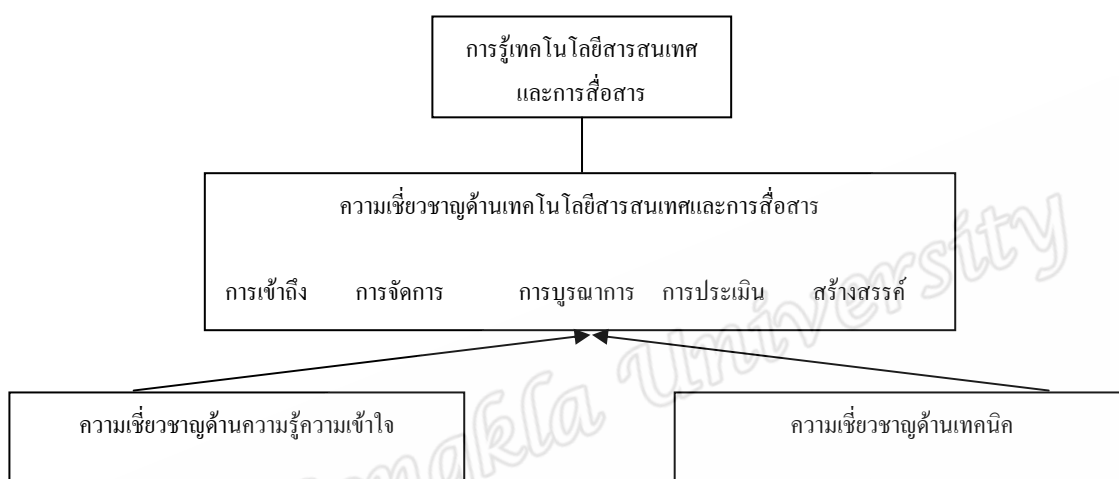 การรู้เทคโนโลยีสารสนเทศ
และการสื่อสาร
ความเชี่ยวชาญด้านเทคโนโลยีสารสนเทศและการสื่อสาร
การเข้าถึง การจัดการ การบูรณาการ การประเมิน สร้างสรรค์
ความเชี่ยวชาญด้านความรู้ความเข้าใจ ความเชี่ยวชาญด้านเทคนิค
ngkla University